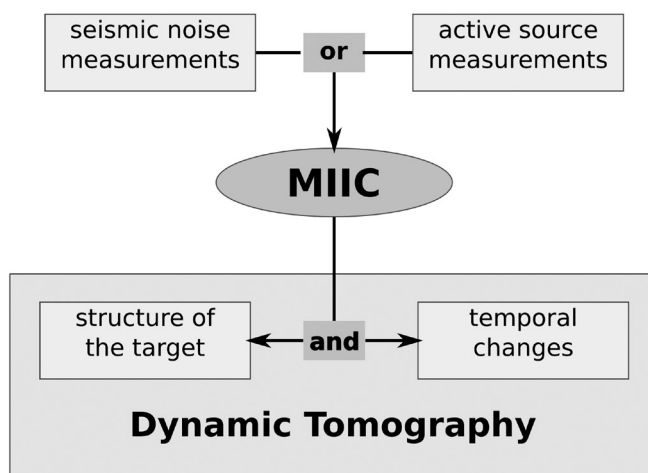 seismic noise
measurements
or
active source
measurements
MIIC
structure of
the target
and
temporal
changes
Dynamic Tomography